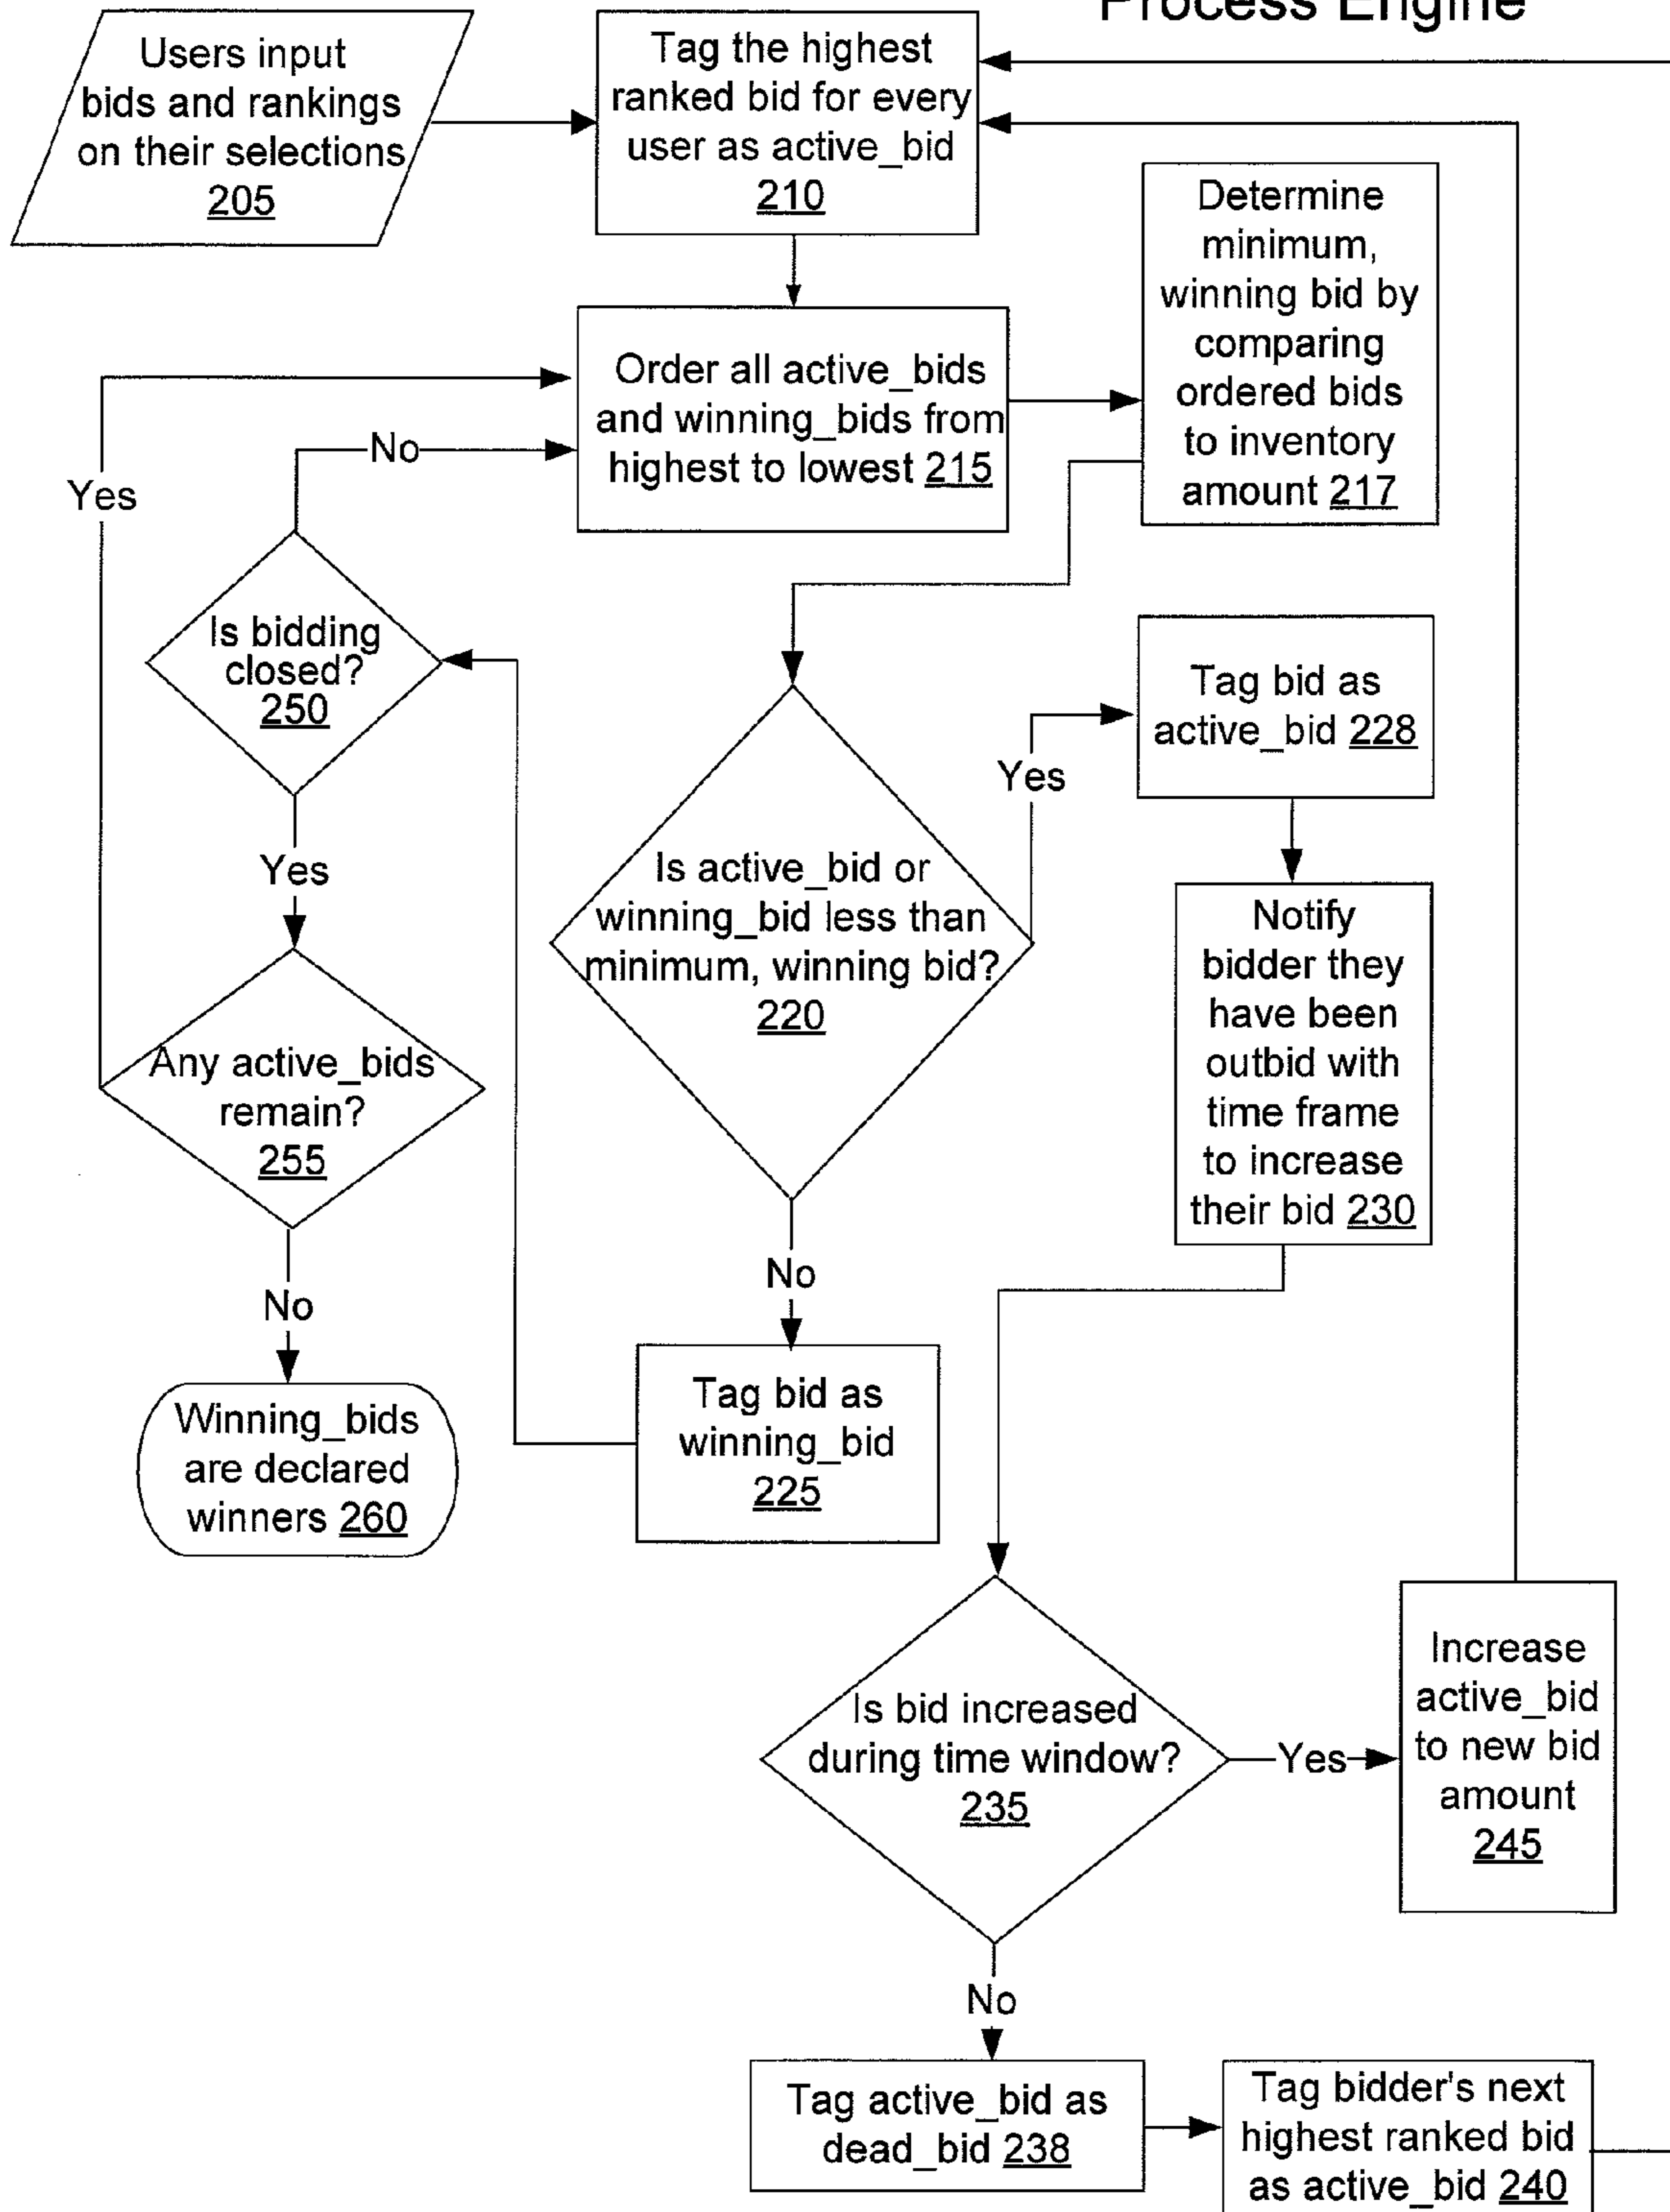 Process Engine
Users input
bids and rankings
on their selections
205
Tag the highest
ranked bid for every
user as active_bid
210
Determine
minimum,
winning bid by
comparing
ordered bids
to inventory
amount 217
Order all active_bids
and winning_bids from
highest to lowest 215
No
Yes
Is bidding
closed?
250
Yes
Tag bid as
active_bid 228
Yes
Is active_bid or
winning_bid less than
minimum, winning bid?
220
Notify
bidder they
have been
outbid with
time frame
to increase
their bid 230
Any active_bids
remain?
255
No
No
Winning_bids
are declared
winners 260
Tag bid as
winning_bid
225
Is bid increased
during time window?
235
Yes
Increase
active_bid
to new bid
amount
245
No
Tag active_bid as
dead_bid 238
Tag bidder's next
highest ranked bid
as active_bid 240